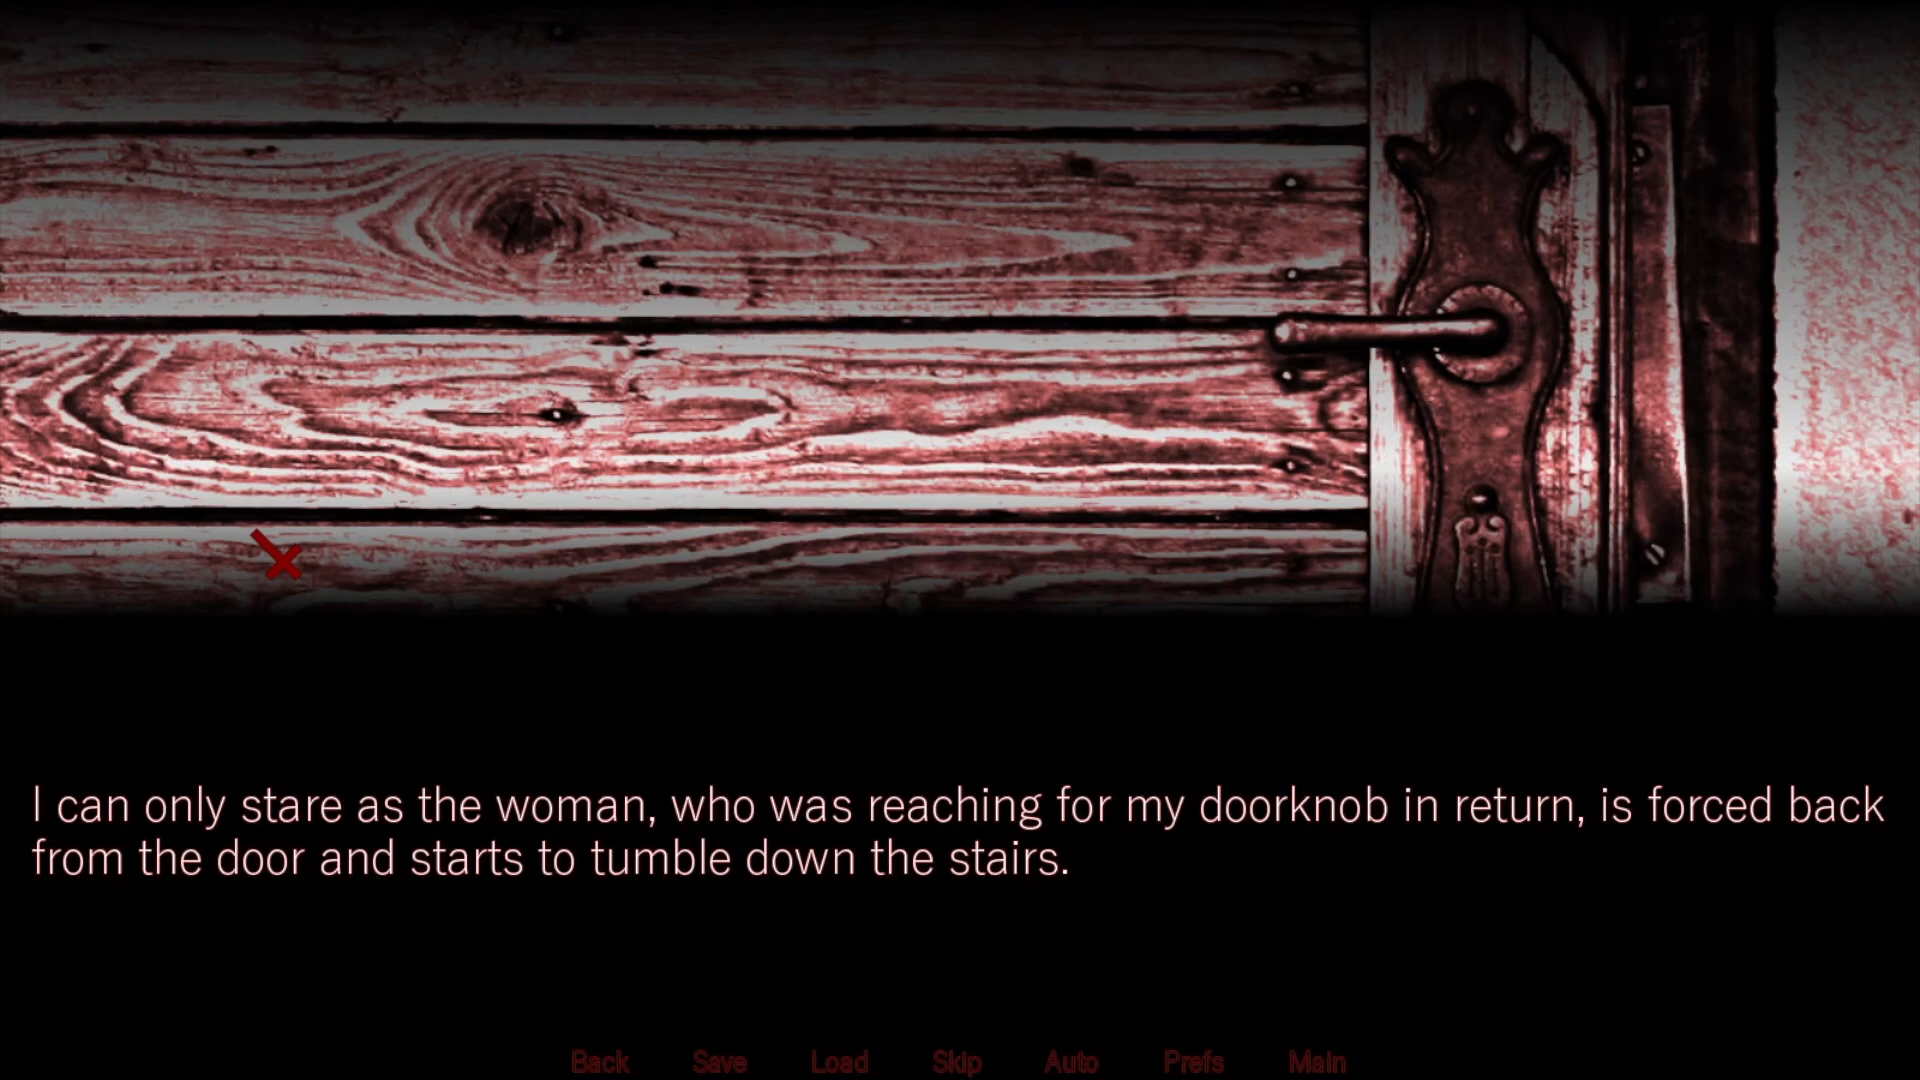 I can only stare as the woman, who was reaching for my doorknob in return, is forced back
from the door and starts to tumble down the stairs.
Back Save Load Skip Auto Prefs Main